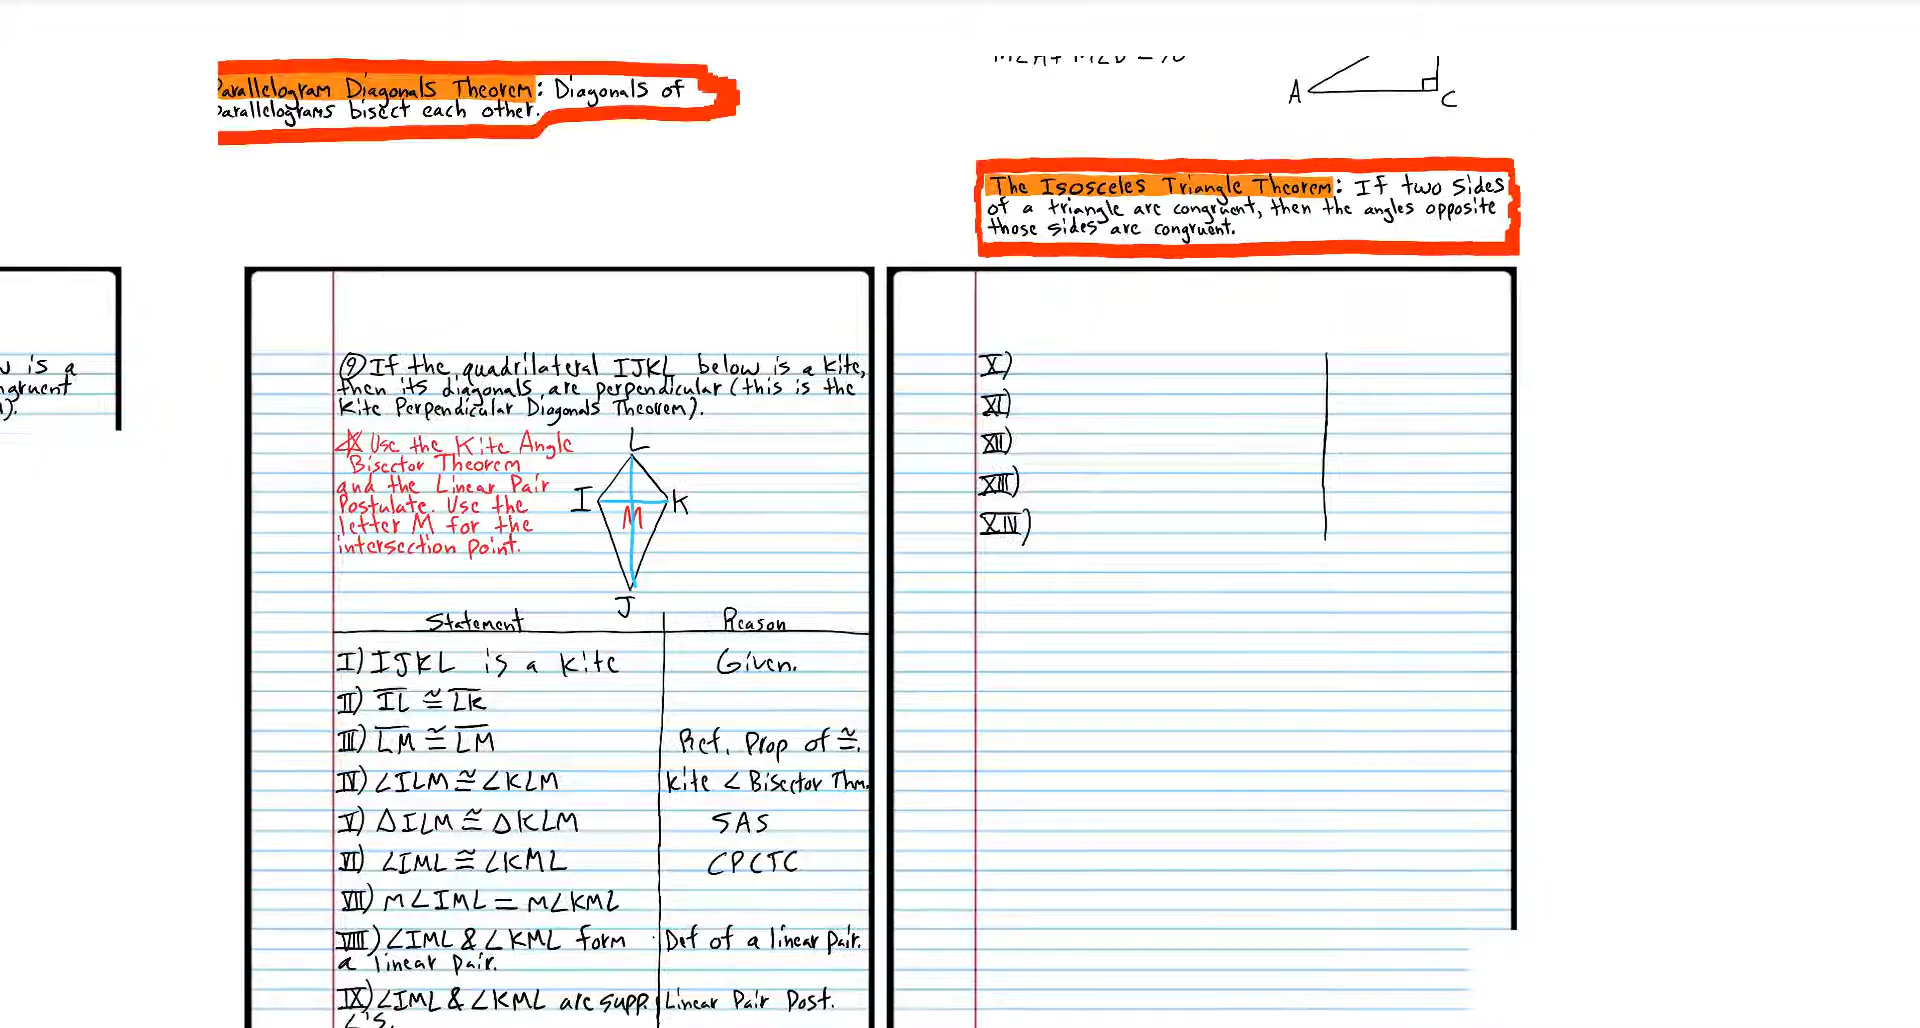 Parallelogram Diagonals Theorem: Diagonals of
parallelograms bisect each other.
A
C
The Isosceles Triangle Theorem: If two sides
of a triangle are congruent, then the angles opposite
those sides are congruent.
is a
⑨ If the quadrilateral IJKL below is a kite,
then its diagonals are perpendicular (this is the
Kite Perpendicular Diagonals Theorem).
Use the Kite Angle
Bisector Theorem
and the Linear Pair
Postulate. Use the
letter M for the
intersection point.
L
I
M
K
J
Statement Reason
I) IJKL is a kite Given.
II) IL ≅ LK
III) LM ≅ LM Ref. Prop of ≅.
IV) ∠ILM ≅ ∠KLM Kite ∠ Bisector Thm.
V) △ILM ≅ △KLM SAS
VI) ∠IML ≅ ∠KML CPCTC
VII) m∠IML = m∠KML
VIII) ∠IML & ∠KML form Def of a linear pair.
a linear pair.
IX) ∠IML & ∠KML are supp. Linear Pair Post.
∠'s.
X)
XI)
XII)
XIII)
XIV)